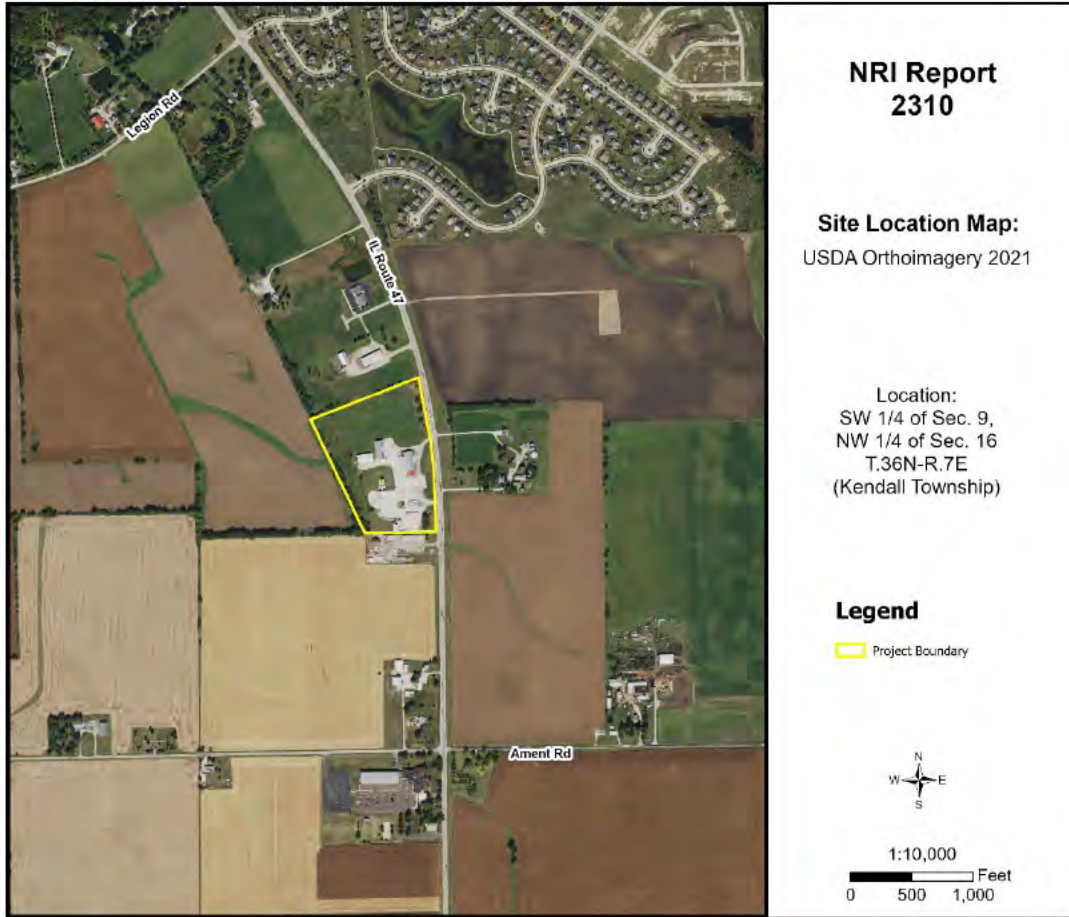 NRI Report
2310
Site Location Map:
USDA Orthoimagery 2021
Location:
SW 1/4 of Sec. 9,
NW 1/4 of Sec. 16
T.36N-R.7E
(Kendall Township)
Legend
Project Boundary
N
W E
S
1:10,000
Feet
0 500 1,000
Legion Rd
IL Route 47
Ament Rd